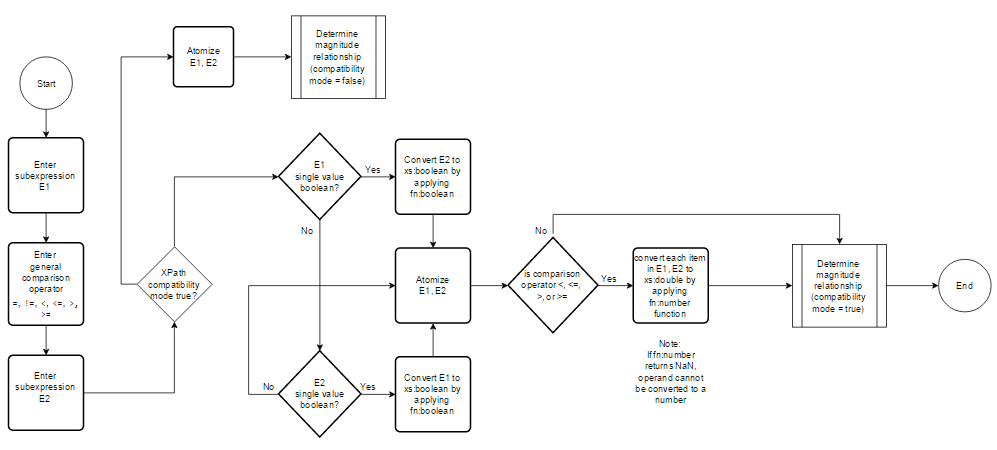 Start
Enter
subexpression
E1
Enter
general
comparison
operator
=, !=, <, <=, >,
>=
Enter
subexpression
E2
XPath
compatibility
mode true?
Atomize
E1, E2
Determine
magnitude
relationship
(compatibility
mode = false)
E1
single value
boolean?
Yes
No
Convert E2 to
xs:boolean by
applying
fn:boolean
Atomize
E1, E2
E2
single value
boolean?
No
Yes
Convert E1 to
xs:boolean by
applying
fn:boolean
is comparison
operator <, <=,
>, or >=
No
Yes
convert each item
in E1, E2 to
xs:double by
applying
fn:number
function
Note:
If fn:number
returns NaN,
operand cannot
be converted to a
number
Determine
magnitude
relationship
(compatibility
mode = true)
End